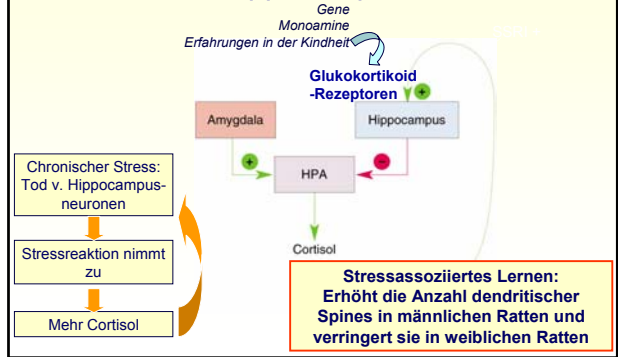 Gene
Monoamine
Erfahrungen in der Kindheit
Glukokortikoid
-Rezeptoren
+
Amygdala
Hippocampus
+
−
HPA
Cortisol
Chronischer Stress:
Tod v. Hippocampus-
neuronen
Stressreaktion nimmt
zu
Mehr Cortisol
Stressassoziiertes Lernen:
Erhöht die Anzahl dendritischer
Spines in männlichen Ratten und
verringert sie in weiblichen Ratten